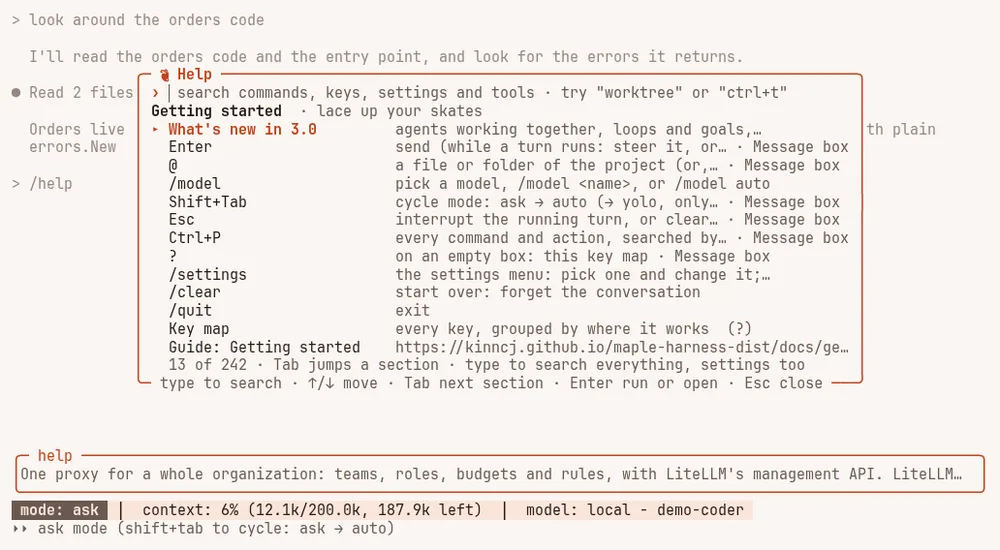 > look around the orders code
I'll read the orders code and the entry point, and look for the errors it returns.
Help
● Read 2 files
› search commands, keys, settings and tools · try "worktree" or "ctrl+t"
Getting started · lace up your skates
Orders live
▸ What's new in 3.0 agents working together, loops and goals,…
th plain
errors.New
Enter send (while a turn runs: steer it, or… · Message box
@ a file or folder of the project (or,… · Message box
> /help
/model pick a model, /model <name>, or /model auto
Shift+Tab cycle mode: ask → auto (→ yolo, only… · Message box
Esc interrupt the running turn, or clear… · Message box
Ctrl+P every command and action, searched by… · Message box
? on an empty box: this key map · Message box
/settings the settings menu: pick one and change it;…
/clear start over: forget the conversation
/quit exit
Key map every key, grouped by where it works (?)
Guide: Getting started https://kinncj.github.io/maple-harness-dist/docs/ge…
13 of 242 · Tab jumps a section · type to search everything, settings too
type to search · ↑/↓ move · Tab next section · Enter run or open · Esc close
help
One proxy for a whole organization: teams, roles, budgets and rules, with LiteLLM's management API. LiteLLM…
mode: ask | context: 6% (12.1k/200.0k, 187.9k left) | model: local - demo-coder
▸▸ ask mode (shift+tab to cycle: ask → auto)